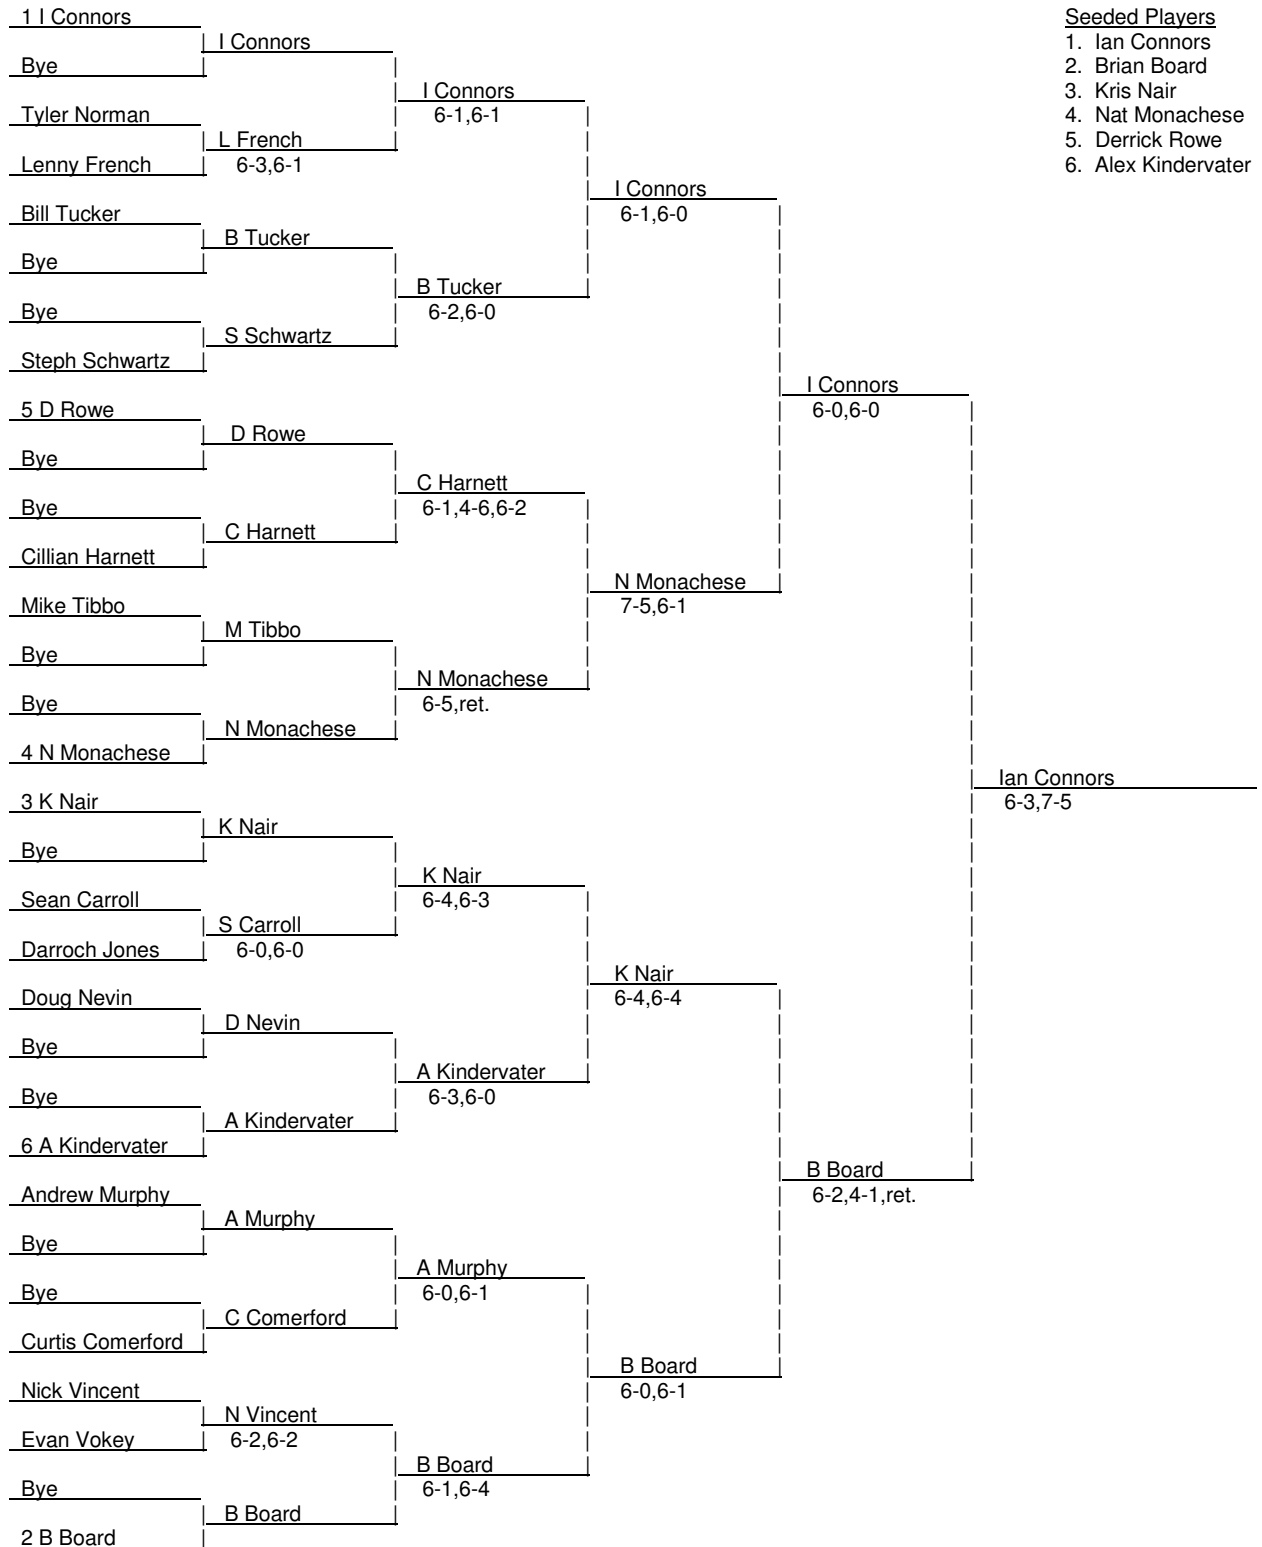 1 I Connors
Seeded Players
I Connors
1. Ian Connors
Bye
2. Brian Board
I Connors
3. Kris Nair
Tyler Norman
6-1,6-1
4. Nat Monachese
L French
5. Derrick Rowe
Lenny French
6-3,6-1
6. Alex Kindervater
I Connors
Bill Tucker
6-1,6-0
B Tucker
Bye
B Tucker
Bye
6-2,6-0
S Schwartz
Steph Schwartz
I Connors
5 D Rowe
6-0,6-0
D Rowe
Bye
C Harnett
Bye
6-1,4-6,6-2
C Harnett
Cillian Harnett
N Monachese
Mike Tibbo
7-5,6-1
M Tibbo
Bye
N Monachese
Bye
6-5,ret.
N Monachese
4 N Monachese
Ian Connors
3 K Nair
6-3,7-5
K Nair
Bye
K Nair
Sean Carroll
6-4,6-3
S Carroll
Darroch Jones
6-0,6-0
K Nair
Doug Nevin
6-4,6-4
D Nevin
Bye
A Kindervater
Bye
6-3,6-0
A Kindervater
6 A Kindervater
B Board
Andrew Murphy
6-2,4-1,ret.
A Murphy
Bye
A Murphy
Bye
6-0,6-1
C Comerford
Curtis Comerford
B Board
Nick Vincent
6-0,6-1
N Vincent
Evan Vokey
6-2,6-2
B Board
Bye
6-1,6-4
B Board
2 B Board